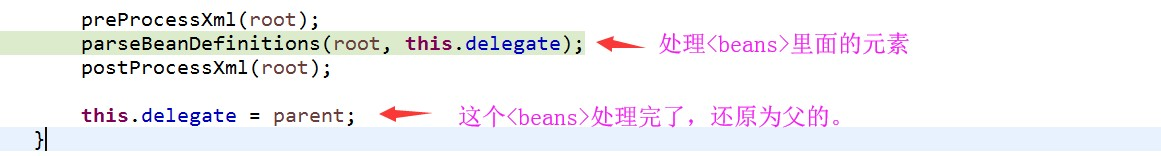 preProcessXml(root);
parseBeanDefinitions(root, this.delegate); 处理<beans>里面的元素
postProcessXml(root);
this.delegate = parent; 这个<beans>处理完了，还原为父的。
}